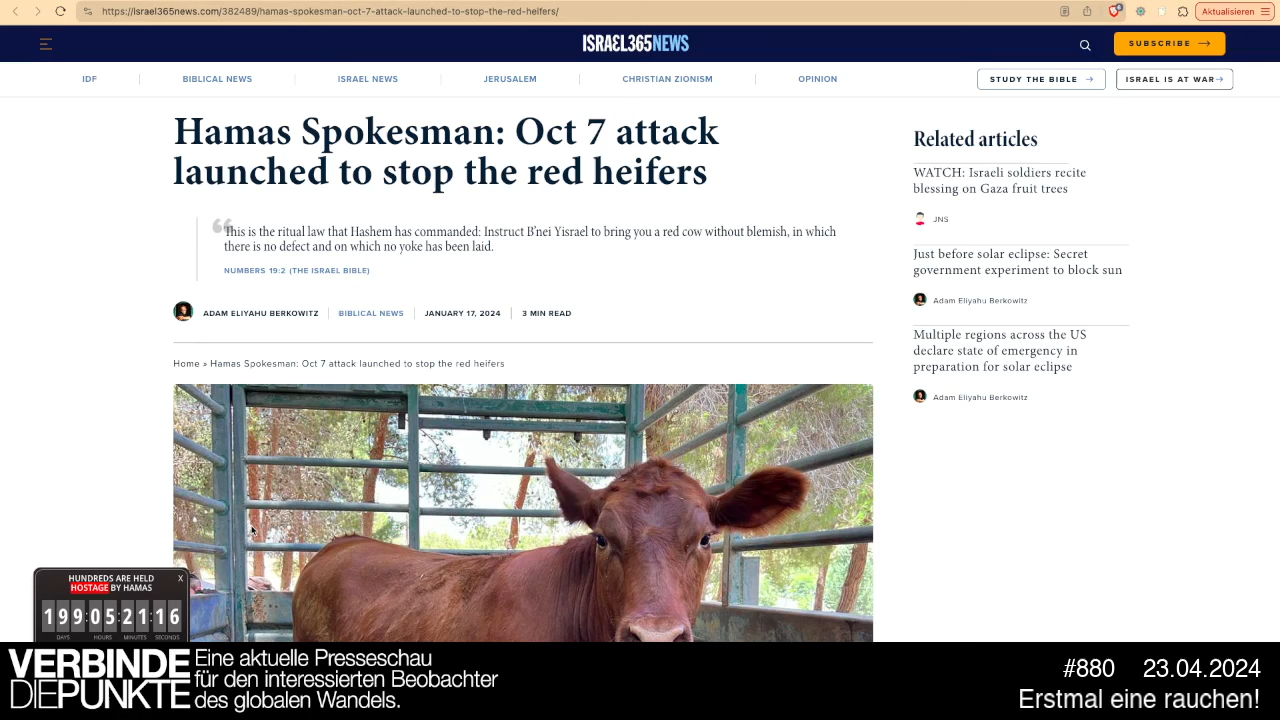 https://israel365news.com/382489/hamas-spokesman-oct-7-attack-launched-to-stop-the-red-heifers/
Aktualisieren
ISRAEL365NEWS
SUBSCRIBE
IDF
BIBLICAL NEWS
ISRAEL NEWS
JERUSALEM
CHRISTIAN ZIONISM
OPINION
STUDY THE BIBLE
ISRAEL IS AT WAR
Hamas Spokesman: Oct 7 attack
launched to stop the red heifers
This is the ritual law that Hashem has commanded: Instruct B'nei Yisrael to bring you a red cow without blemish, in which
there is no defect and on which no yoke has been laid.
NUMBERS 19:2 (THE ISRAEL BIBLE)
ADAM ELIYAHU BERKOWITZ
BIBLICAL NEWS
JANUARY 17, 2024
3 MIN READ
Home » Hamas Spokesman: Oct 7 attack launched to stop the red heifers
Related articles
WATCH: Israeli soldiers recite
blessing on Gaza fruit trees
JNS
Just before solar eclipse: Secret
government experiment to block sun
Adam Eliyahu Berkowitz
Multiple regions across the US
declare state of emergency in
preparation for solar eclipse
Adam Eliyahu Berkowitz
HUNDREDS ARE HELD X
HOSTAGE BY HAMAS
199:05:21:16
DAYS HOURS MINUTES SECONDS
VERBINDE
DIEPUNKTE
Eine aktuelle Presseschau
für den interessierten Beobachter
des globalen Wandels.
#880 23.04.2024
Erstmal eine rauchen!